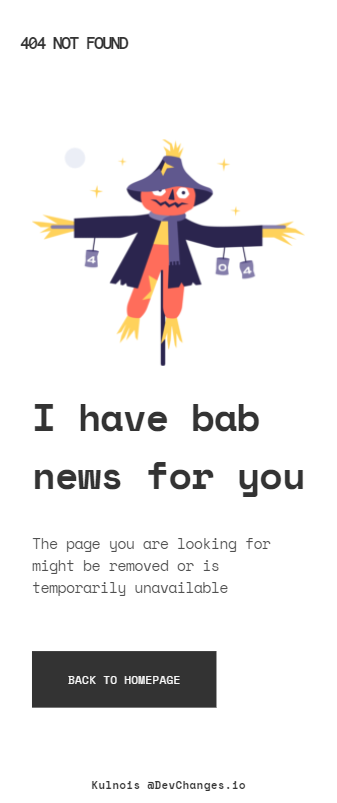 404 NOT FOUND
4
0
4
I have bab
news for you
The page you are looking for
might be removed or is
temporarily unavailable
BACK TO HOMEPAGE
Kulnois @DevChanges.io